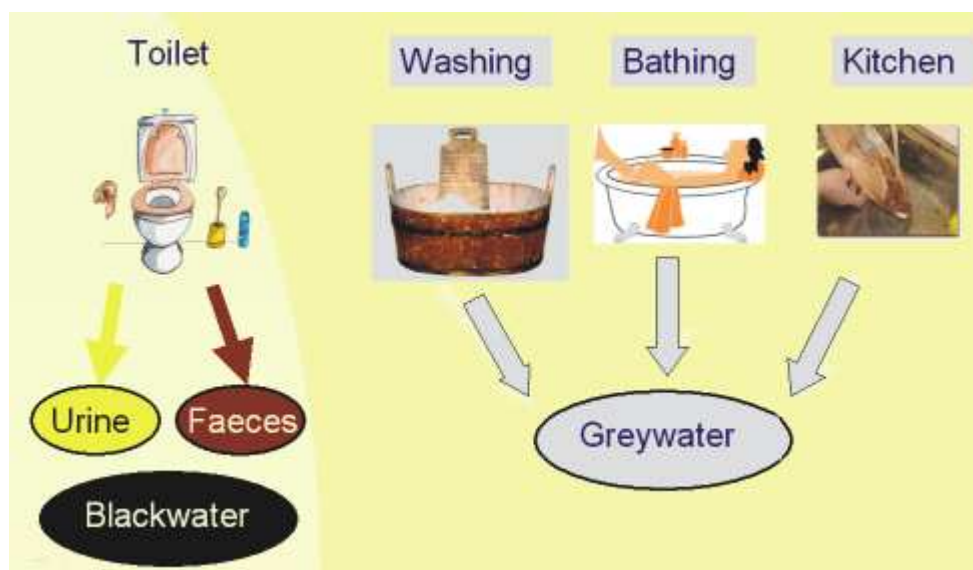 Toilet
Washing
Bathing
Kitchen
Urine
Faeces
Greywater
Blackwater